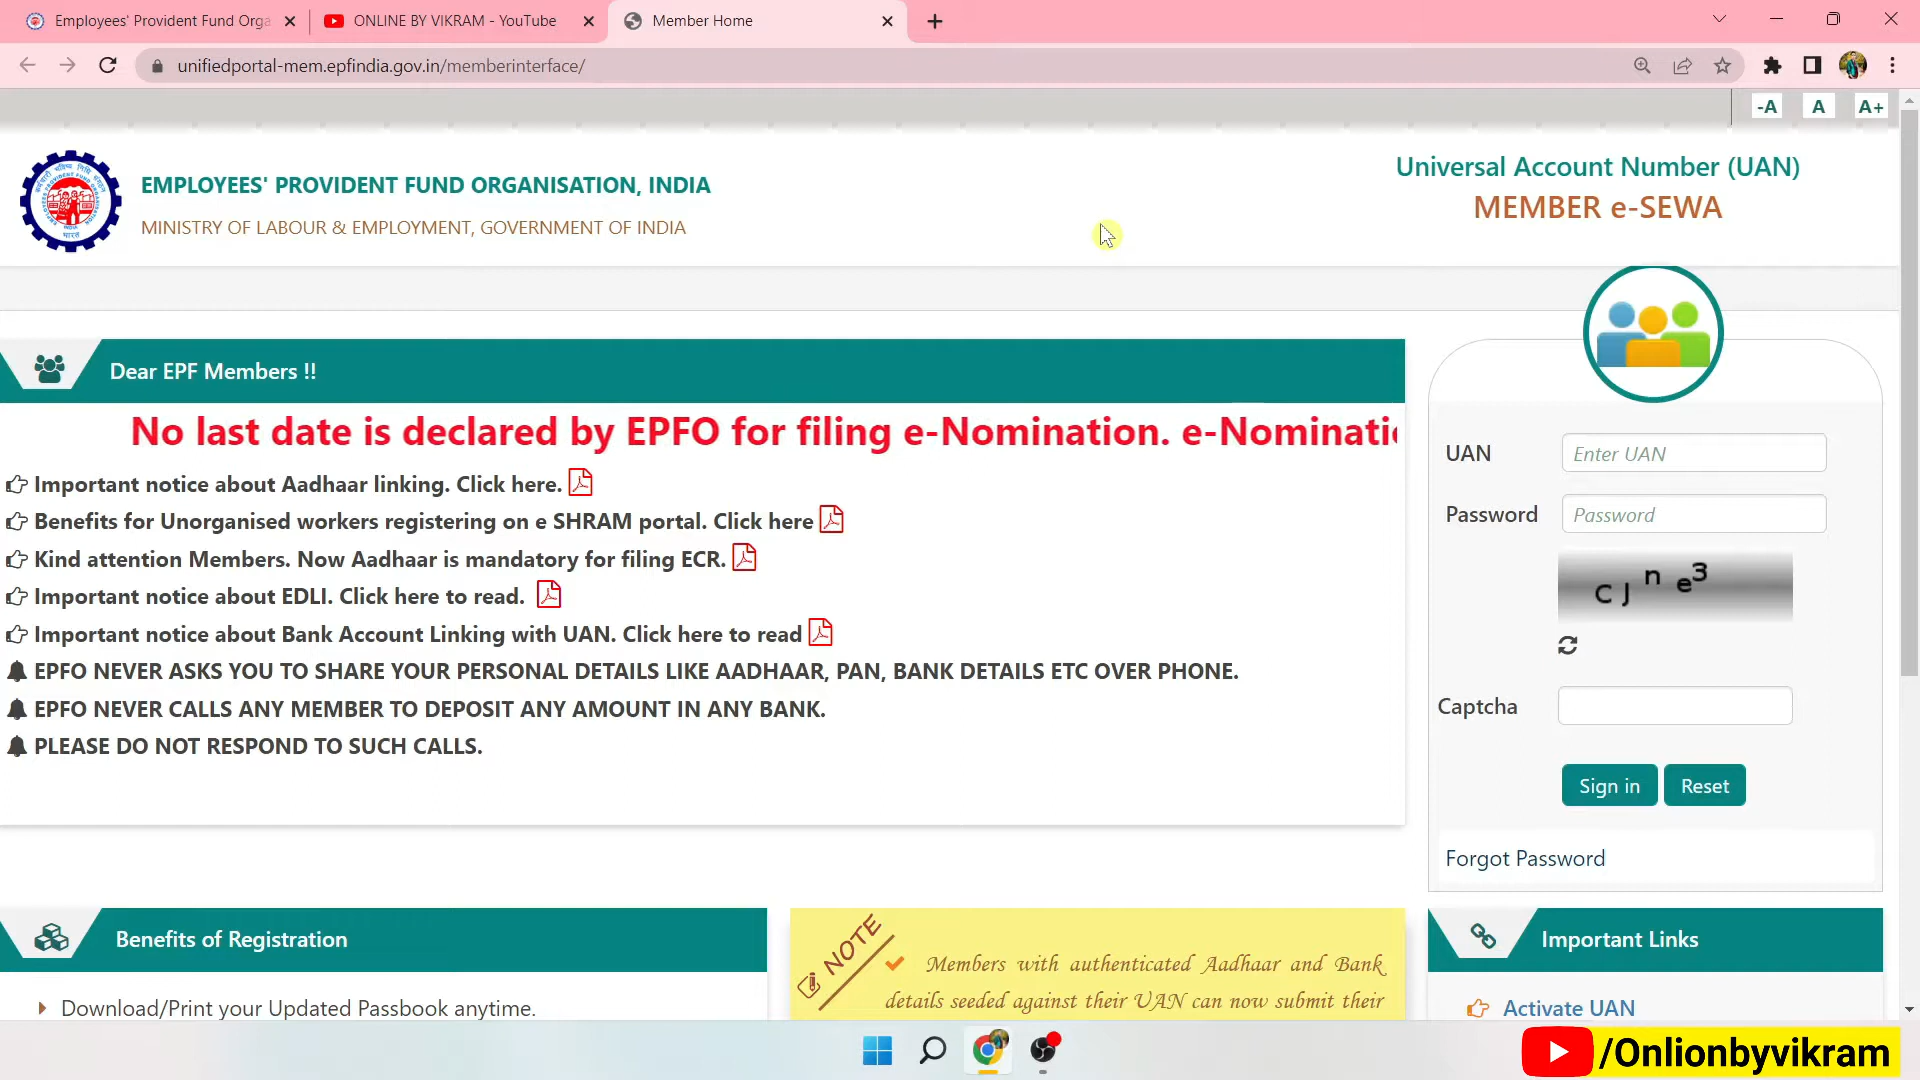 Employees' Provident Fund Orga
ONLINE BY VIKRAM - YouTube
Member Home
unifiedportal-mem.epfindia.gov.in/memberinterface/
-A A A+
EMPLOYEES' PROVIDENT FUND ORGANISATION, INDIA
MINISTRY OF LABOUR & EMPLOYMENT, GOVERNMENT OF INDIA
Universal Account Number (UAN)
MEMBER e-SEWA
Dear EPF Members !!
No last date is declared by EPFO for filing e-Nomination. e-Nominati
Important notice about Aadhaar linking. Click here.
Benefits for Unorganised workers registering on e SHRAM portal. Click here
Kind attention Members. Now Aadhaar is mandatory for filing ECR.
Important notice about EDLI. Click here to read.
Important notice about Bank Account Linking with UAN. Click here to read
EPFO NEVER ASKS YOU TO SHARE YOUR PERSONAL DETAILS LIKE AADHAAR, PAN, BANK DETAILS ETC OVER PHONE.
EPFO NEVER CALLS ANY MEMBER TO DEPOSIT ANY AMOUNT IN ANY BANK.
PLEASE DO NOT RESPOND TO SUCH CALLS.
UAN
Enter UAN
Password
Password
C J n e 3
Captcha
Sign in
Reset
Forgot Password
Benefits of Registration
Download/Print your Updated Passbook anytime.
NOTE
Members with authenticated Aadhaar and Bank
details seeded against their UAN can now submit their
Important Links
Activate UAN
/Onlionbyvikram